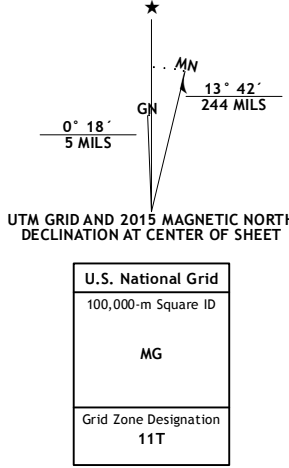 ★
MN
GN
13° 42´
244 MILS
0° 18´
5 MILS
UTM GRID AND 2015 MAGNETIC NORTH
DECLINATION AT CENTER OF SHEET
U.S. National Grid
100,000-m Square ID
MG
Grid Zone Designation
11T